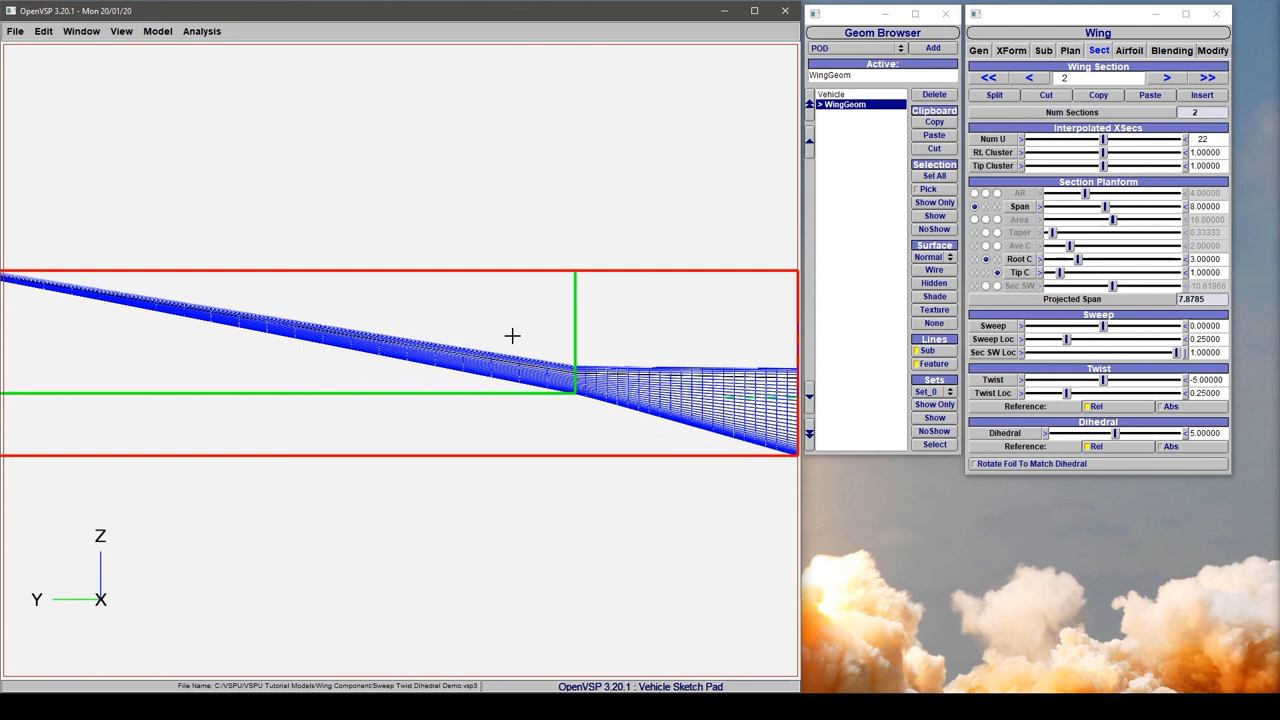 OpenVSP 3.20.1 - Mon 20/01/20
File Edit Window View Model Analysis
Z
Y
X
File Name: C:/VSPU/VSPU Tutorial Models/Wing Component/Sweep Twist Dihedral Demo.vsp3
OpenVSP 3.20.1 : Vehicle Sketch Pad
Geom Browser
POD Add
Active:
WingGeom
Vehicle
> WingGeom
Delete
Clipboard
Copy
Paste
Cut
Selection
Sel All
Pick
Show Only
Show
NoShow
Surface
Normal
Wire
Hidden
Shade
Texture
None
Lines
Sub
Feature
Sets
Set_0
Show Only
Show
NoShow
Select
Wing
Gen XForm Sub Plan Sect Airfoil Blending Modify
Wing Section
<< < 2 > >>
Split Cut Copy Paste Insert
Num Sections 2
Interpolated XSecs
Num U > < 22
Rt. Cluster > < 1.00000
Tip Cluster > < 1.00000
Section Planform
AR > < 4.00000
X X Span > < 8.00000
Area > < 16.00000
X Taper > < 0.33333
X Ave C > < 2.00000
X X Root C > < 3.00000
X X Tip C > < 1.00000
X Sec SW > < -10.61966
Projected Span 7.8785
Sweep
Sweep > < 0.00000
Sweep Loc > < 0.25000
Sec SW Loc > | 1.00000
Twist
Twist > < -5.00000
Twist Loc > < 0.25000
Reference: Rel Abs
Dihedral
Dihedral > < 5.00000
Reference: Rel Abs
Rotate Foil To Match Dihedral